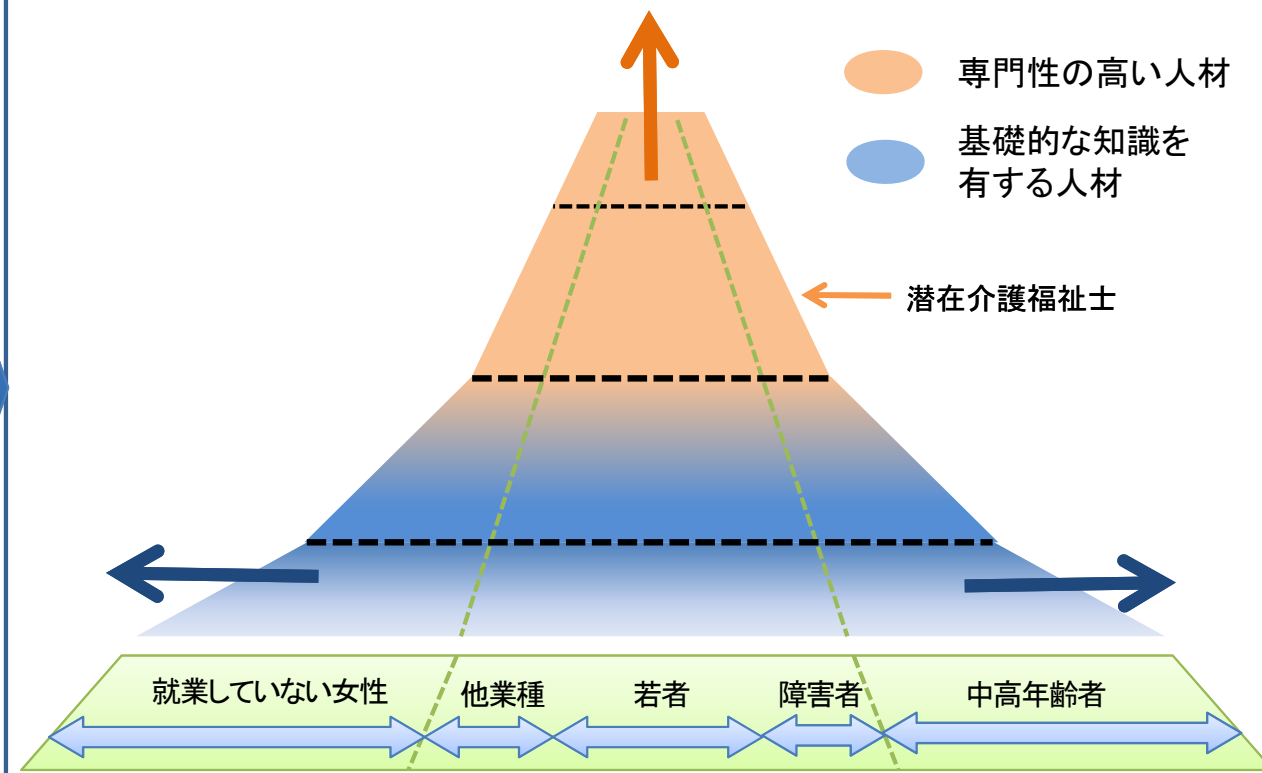 専門性の高い人材
基礎的な知識を
有する人材
潜在介護福祉士
就業していない女性
他業種
若者
障害者
中高年齢者